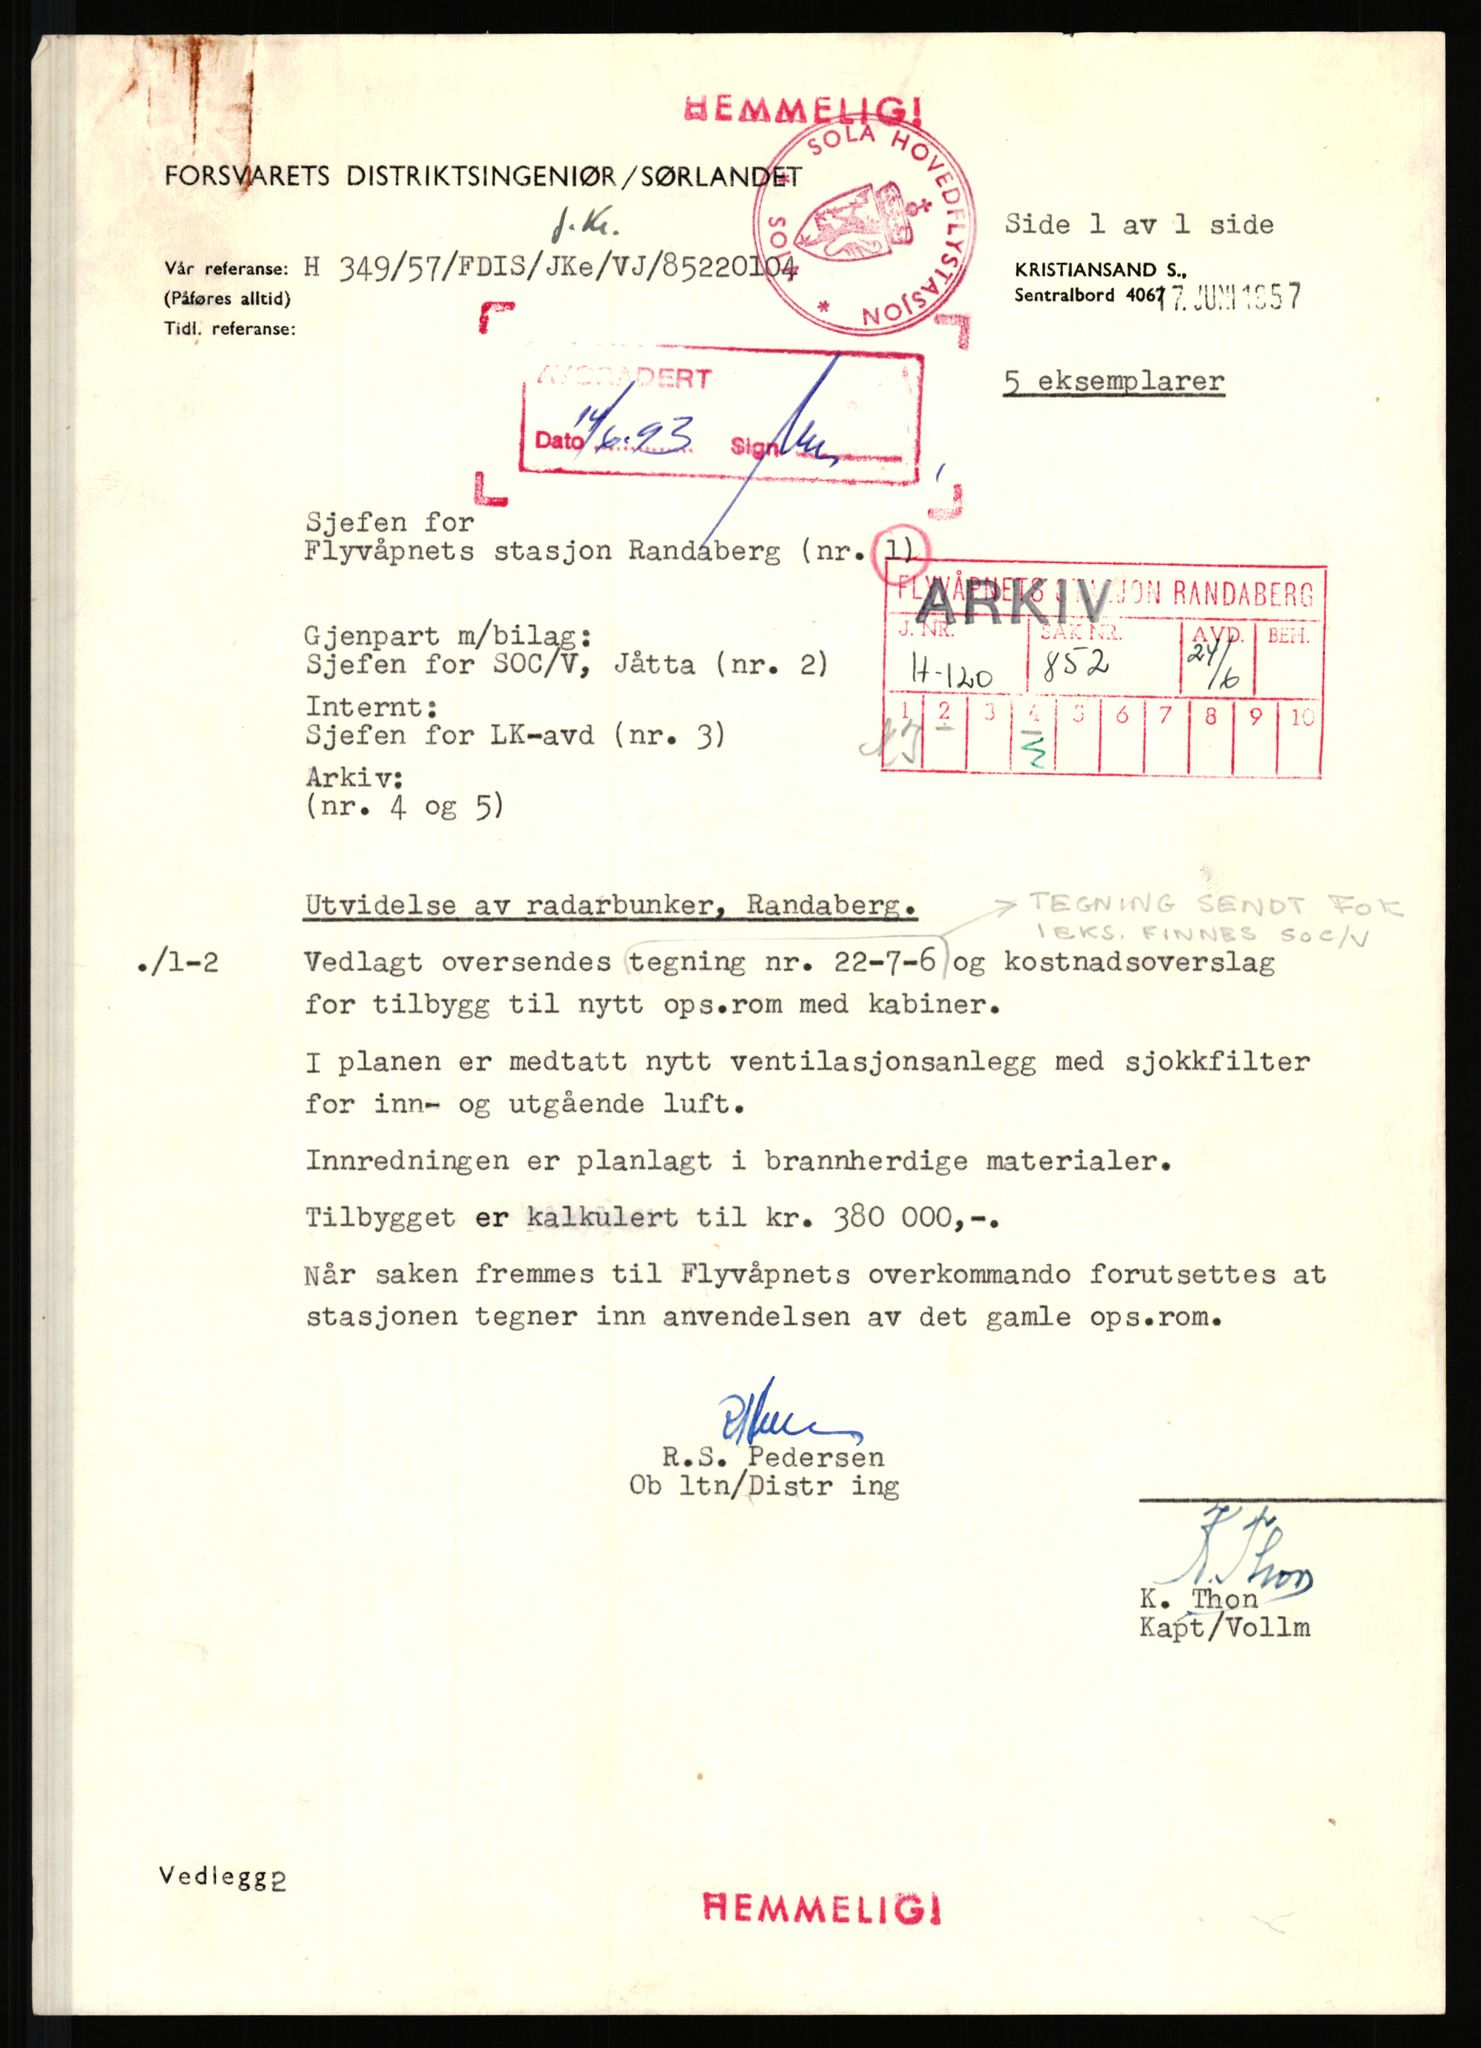 HEMMELIG!
SOLA HOVEDFLYSTASJON
FORSVARETS DISTRIKTSINGENIØR/SØRLANDET
J.Ke.
Side 1 av 1 side
Vår referanse: H 349/57/FDIS/JKe/VJ/85220104
(Påføres alltid)
Tidl. referanse:
KRISTIANSAND S.,
Sentralbord 4067
17. JUNI 1957
5 eksemplarer
AVGRADERT
Dato 14/6-93 Sign
Sjefen for
Flyvåpnets stasjon Randaberg (nr. 1)
FLYVÅPNETS STASJON RANDABERG
ARKIV
J. NR. SAK NR. AVD. BEH.
H-120 852 24/6
1 2 3 4 5 6 7 8 9 10
Gjenpart m/bilag:
Sjefen for SOC/V, Jåtta (nr. 2)
Internt:
Sjefen for LK-avd (nr. 3)
Arkiv:
(nr. 4 og 5)
Utvidelse av radarbunker, Randaberg.
TEGNING SENDT FOK
1 EKS. FINNES SOC/V
./1-2 Vedlagt oversendes tegning nr. 22-7-6 og kostnadsoverslag
for tilbygg til nytt ops.rom med kabiner.
I planen er medtatt nytt ventilasjonsanlegg med sjokkfilter
for inn- og utgående luft.
Innredningen er planlagt i brannherdige materialer.
Tilbygget er kalkulert til kr. 380 000,-.
Når saken fremmes til Flyvåpnets overkommando forutsettes at
stasjonen tegner inn anvendelsen av det gamle ops.rom.
R.S. Pedersen
Ob ltn/Distr ing
K. Thon
K. Thon
Kapt/Vollm
Vedlegg 2
HEMMELIG!